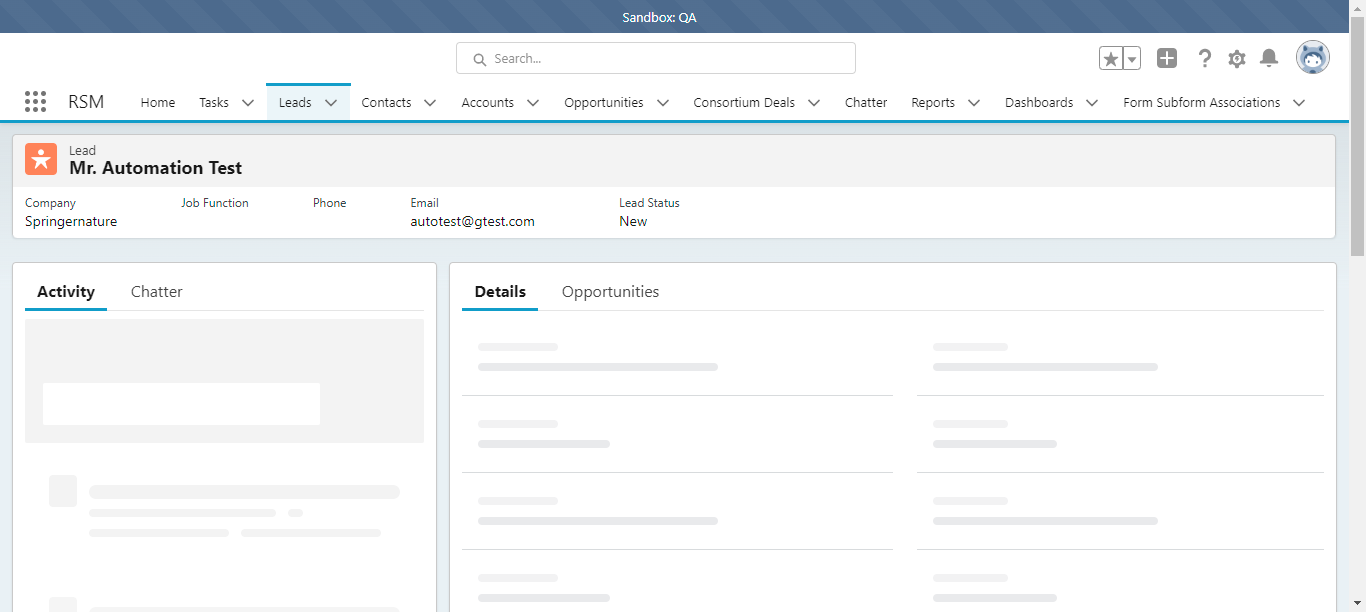 Sandbox: QA
Search...
RSM Home Tasks Leads Contacts Accounts Opportunities Consortium Deals Chatter Reports Dashboards Form Subform Associations
Lead
Mr. Automation Test
Company Job Function Phone Email Lead Status
Springernature autotest@gtest.com New
Activity Chatter Details Opportunities